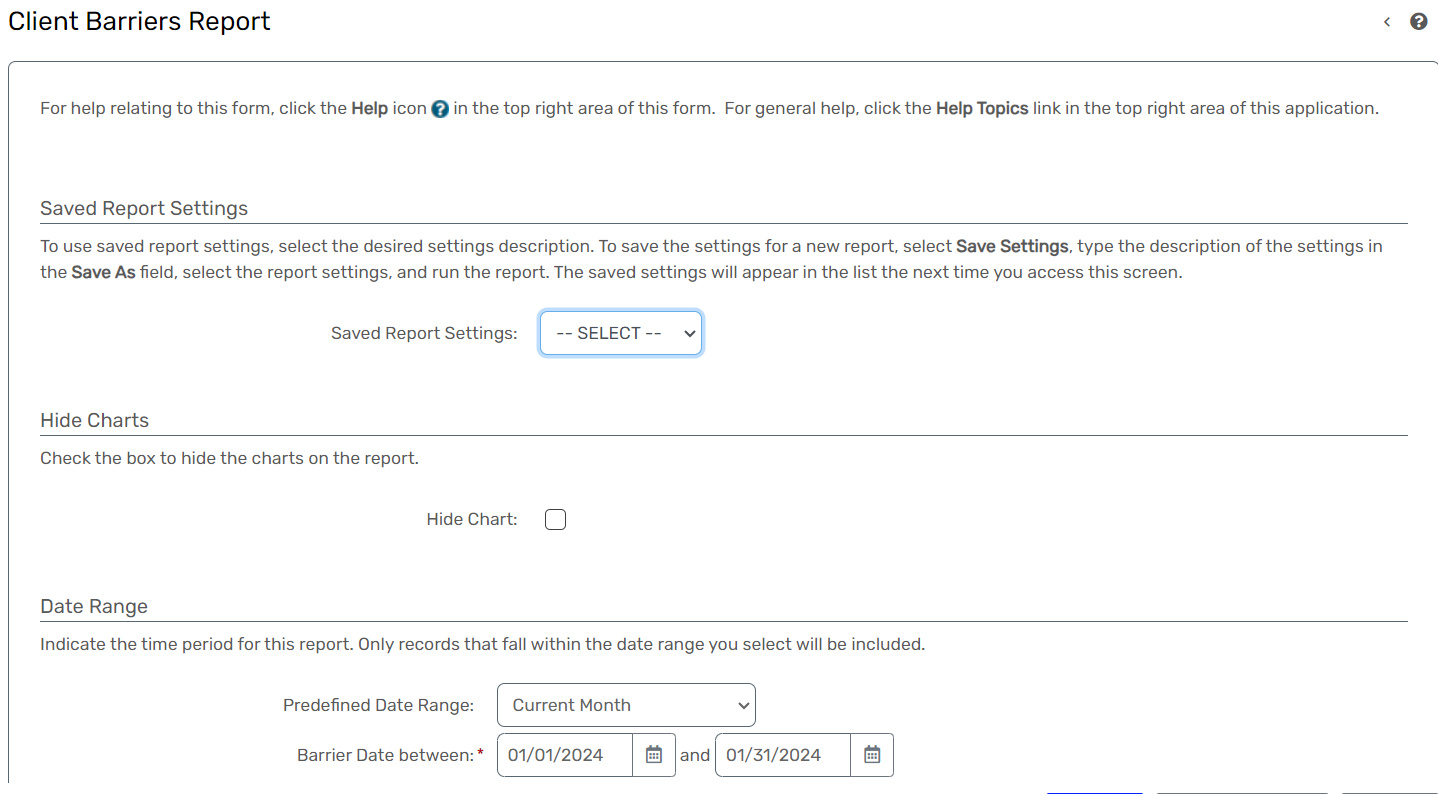 Client Barriers Report
For help relating to this form, click the Help icon ? in the top right area of this form. For general help, click the Help Topics link in the top right area of this application.
Saved Report Settings
To use saved report settings, select the desired settings description. To save the settings for a new report, select Save Settings, type the description of the settings in
the Save As field, select the report settings, and run the report. The saved settings will appear in the list the next time you access this screen.
Saved Report Settings: -- SELECT --
Hide Charts
Check the box to hide the charts on the report.
Hide Chart:
Date Range
Indicate the time period for this report. Only records that fall within the date range you select will be included.
Predefined Date Range: Current Month
Barrier Date between:* 01/01/2024 and 01/31/2024